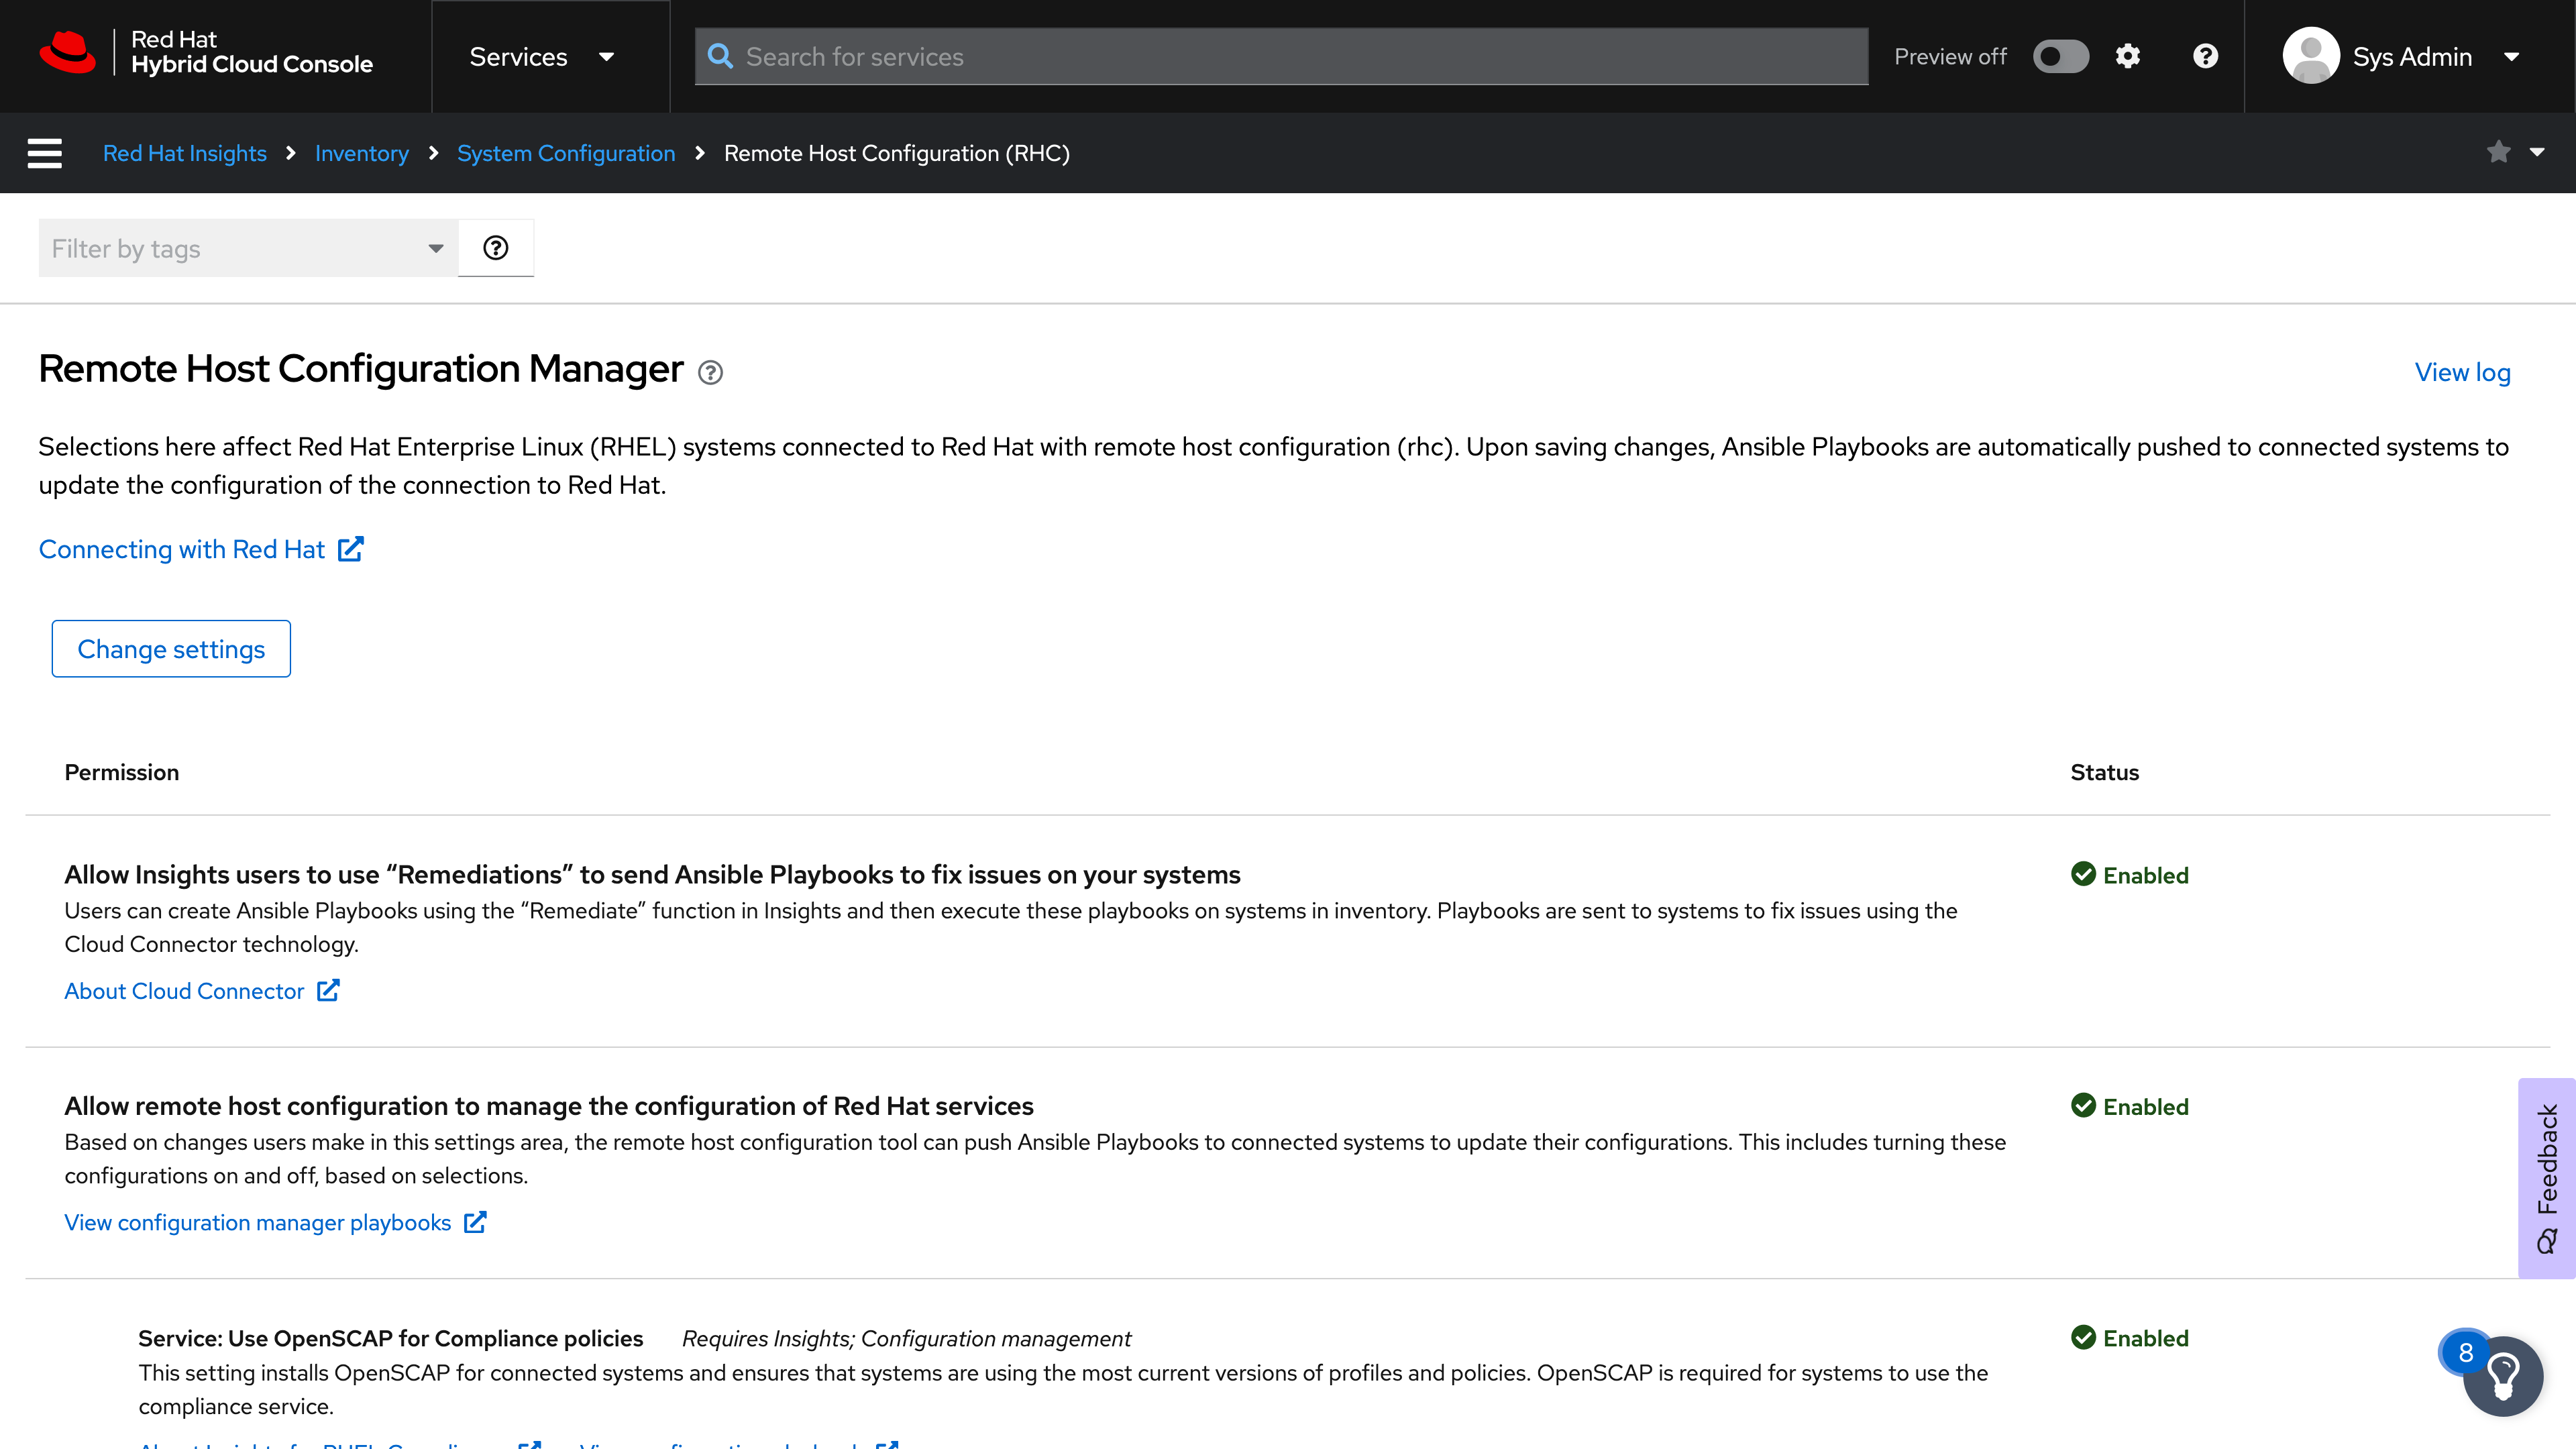 Red Hat
Hybrid Cloud Console
Services
Search for services
Preview off
Sys Admin
Red Hat Insights
Inventory
System Configuration
Remote Host Configuration (RHC)
Filter by tags
Remote Host Configuration Manager
View log
Selections here affect Red Hat Enterprise Linux (RHEL) systems connected to Red Hat with remote host configuration (rhc). Upon saving changes, Ansible Playbooks are automatically pushed to connected systems to
update the configuration of the connection to Red Hat.
Connecting with Red Hat
Change settings
Permission
Status
Allow Insights users to use “Remediations” to send Ansible Playbooks to fix issues on your systems
Enabled
Users can create Ansible Playbooks using the “Remediate” function in Insights and then execute these playbooks on systems in inventory. Playbooks are sent to systems to fix issues using the
Cloud Connector technology.
About Cloud Connector
Allow remote host configuration to manage the configuration of Red Hat services
Enabled
Based on changes users make in this settings area, the remote host configuration tool can push Ansible Playbooks to connected systems to update their configurations. This includes turning these
configurations on and off, based on selections.
View configuration manager playbooks
Feedback
Service: Use OpenSCAP for Compliance policies
Requires Insights; Configuration management
Enabled
This setting installs OpenSCAP for connected systems and ensures that systems are using the most current versions of profiles and policies. OpenSCAP is required for systems to use the
compliance service.
8